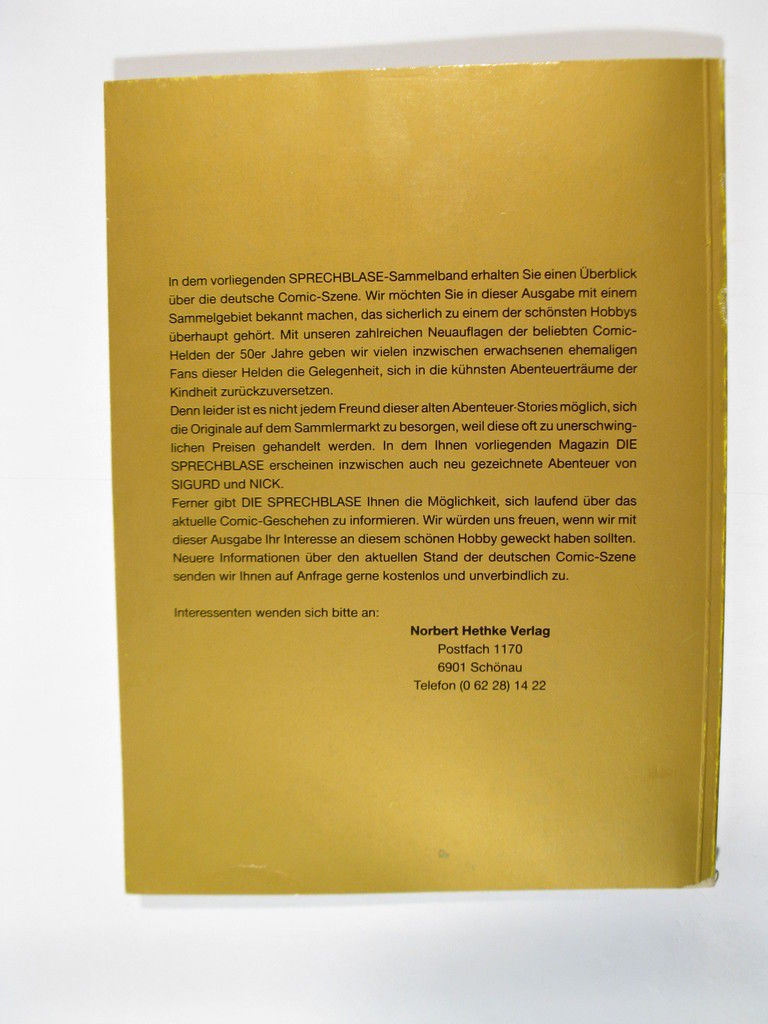 In dem vorliegenden SPRECHBLASE-Sammelband erhalten Sie einen Überblick
über die deutsche Comic-Szene. Wir möchten Sie in dieser Ausgabe mit einem
Sammelgebiet bekannt machen, das sicherlich zu einem der schönsten Hobbys
überhaupt gehört. Mit unseren zahlreichen Neuauflagen der beliebten Comic-
Helden der 50er Jahre geben wir vielen inzwischen erwachsenen ehemaligen
Fans dieser Helden die Gelegenheit, sich in die kühnsten Abenteuerträume der
Kindheit zurückzuversetzen.
Denn leider ist es nicht jedem Freund dieser alten Abenteuer-Stories möglich, sich
die Originale auf dem Sammlermarkt zu besorgen, weil diese oft zu unerschwing-
lichen Preisen gehandelt werden. In dem Ihnen vorliegenden Magazin DIE
SPRECHBLASE erscheinen inzwischen auch neu gezeichnete Abenteuer von
SIGURD und NICK.
Ferner gibt DIE SPRECHBLASE Ihnen die Möglichkeit, sich laufend über das
aktuelle Comic-Geschehen zu informieren. Wir würden uns freuen, wenn wir mit
dieser Ausgabe Ihr Interesse an diesem schönen Hobby geweckt haben sollten.
Neuere Informationen über den aktuellen Stand der deutschen Comic-Szene
senden wir Ihnen auf Anfrage gerne kostenlos und unverbindlich zu.
Interessenten wenden sich bitte an:
Norbert Hethke Verlag
Postfach 1170
6901 Schönau
Telefon (0 62 28) 14 22